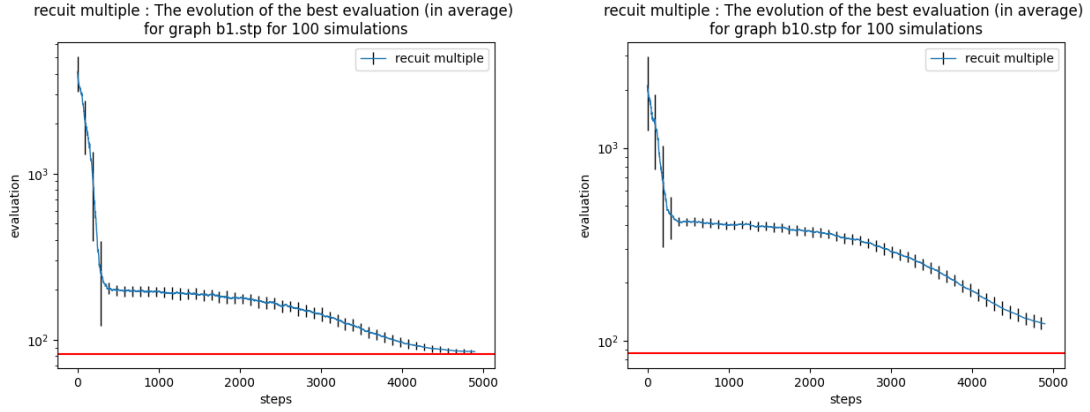 recuit multiple : The evolution of the best evaluation (in average)
for graph b1.stp for 100 simulations
recuit multiple
10³
10²
evaluation
0
1000
2000
3000
4000
5000
steps
recuit multiple : The evolution of the best evaluation (in average)
for graph b10.stp for 100 simulations
recuit multiple
10³
10²
evaluation
0
1000
2000
3000
4000
5000
steps